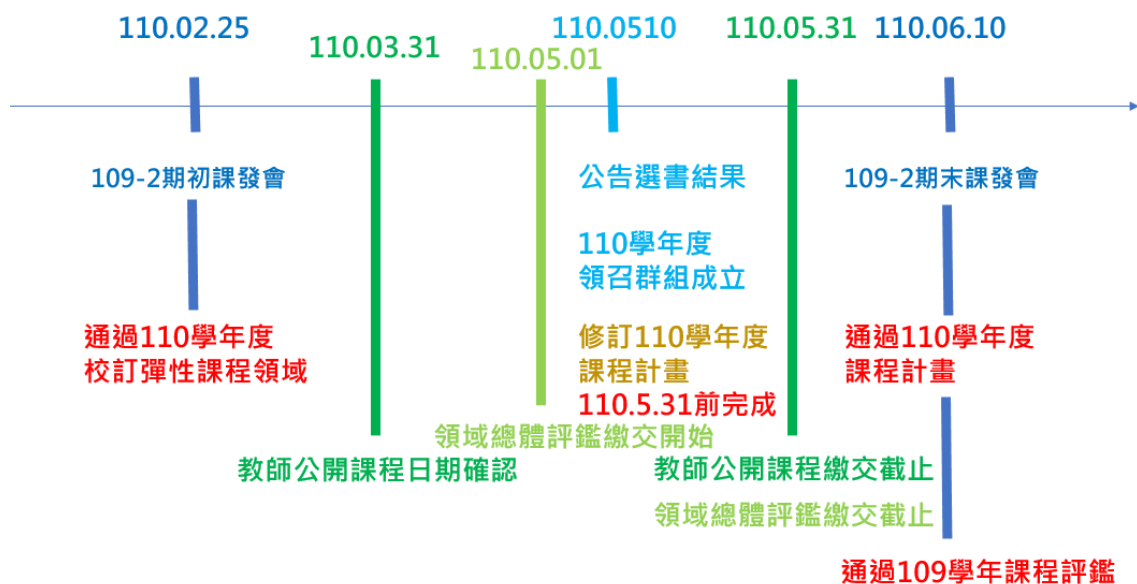 110.02.25
110.03.31
110.05.01
110.0510
110.05.31
110.06.10
109-2期初課發會
公告選書結果
109-2期末課發會
110學年度
領召群組成立
通過110學年度
校訂彈性課程領域
修訂110學年度
課程計畫
110.5.31前完成
通過110學年度
課程計畫
領域總體評鑑繳交開始
教師公開課程日期確認
教師公開課程繳交截止
領域總體評鑑繳交截止
通過109學年課程評鑑